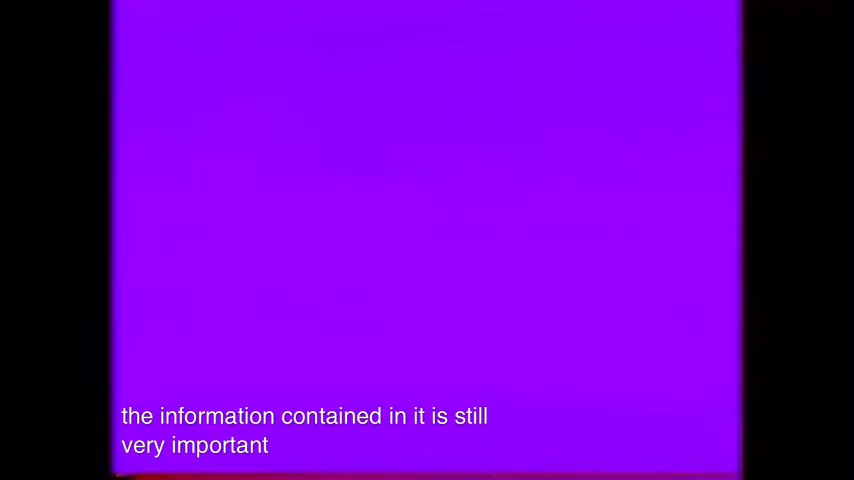 the information contained in it is still
very important